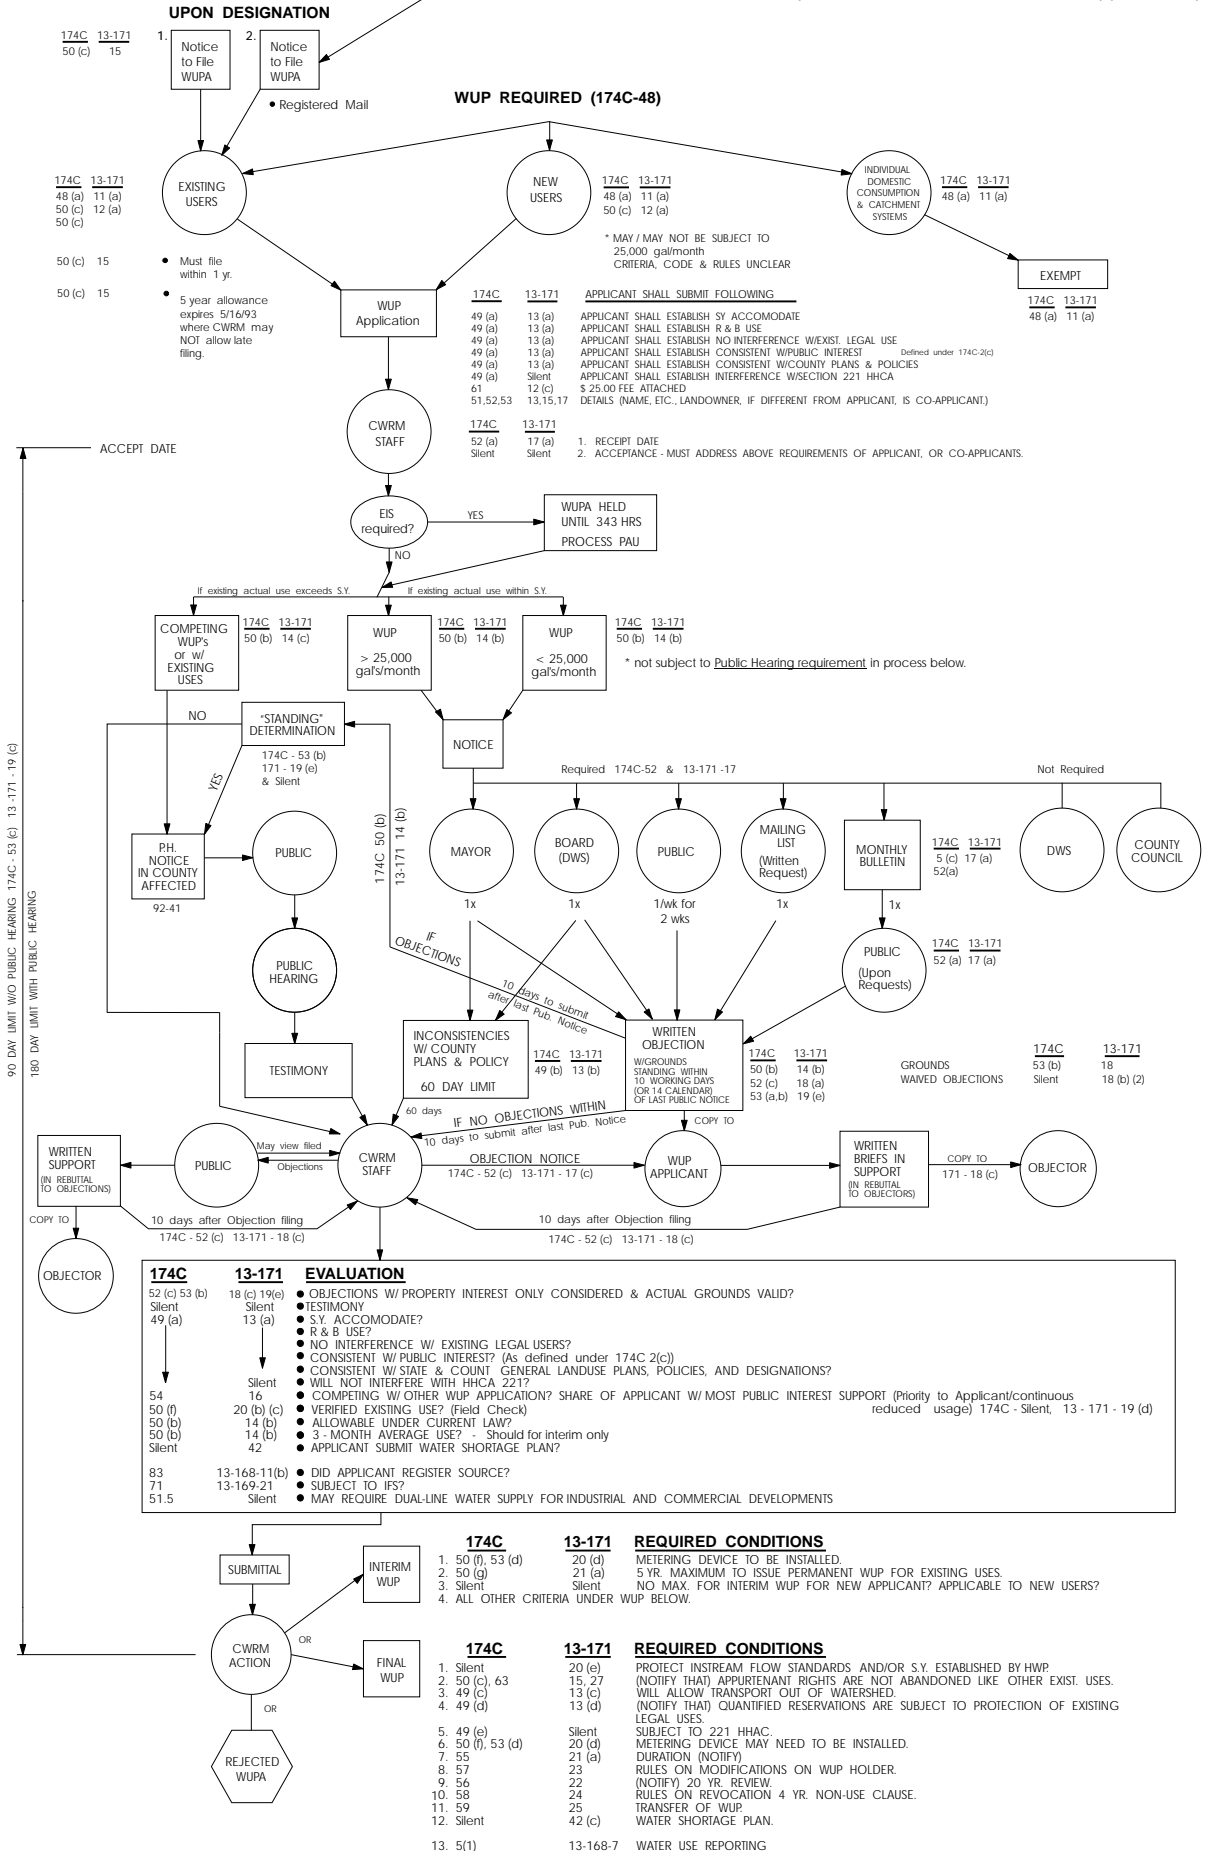 UPON DESIGNATION
174C 13-171
50 (c) 15
1.
Notice
to File
WUPA
2.
Notice
to File
WUPA
● Registered Mail
WUP REQUIRED (174C-48)
174C 13-171
48 (a) 11 (a)
50 (c) 12 (a)
50 (c)
EXISTING
USERS
NEW
USERS
174C 13-171
48 (a) 11 (a)
50 (c) 12 (a)
INDIVIDUAL
DOMESTIC
CONSUMPTION
& CATCHMENT
SYSTEMS
174C 13-171
48 (a) 11 (a)
* MAY / MAY NOT BE SUBJECT TO
25,000 gal/month
CRITERIA, CODE & RULES UNCLEAR
EXEMPT
174C 13-171
48 (a) 11 (a)
50 (c) 15 ● Must file
within 1 yr.
50 (c) 15 ● 5 year allowance
expires 5/16/93
where CWRM may
NOT allow late
filing.
WUP
Application
174C 13-171 APPLICANT SHALL SUBMIT FOLLOWING
49 (a) 13 (a) APPLICANT SHALL ESTABLISH SY ACCOMODATE
49 (a) 13 (a) APPLICANT SHALL ESTABLISH R & B USE
49 (a) 13 (a) APPLICANT SHALL ESTABLISH NO INTERFERENCE W/EXIST. LEGAL USE
49 (a) 13 (a) APPLICANT SHALL ESTABLISH CONSISTENT W/PUBLIC INTEREST Defined under 174C-2(c)
49 (a) 13 (a) APPLICANT SHALL ESTABLISH CONSISTENT W/COUNTY PLANS & POLICIES
49 (a) Silent APPLICANT SHALL ESTABLISH INTERFERENCE W/SECTION 221 HHCA
61 12 (c) $ 25.00 FEE ATTACHED
51,52,53 13,15,17 DETAILS (NAME, ETC., LANDOWNER, IF DIFFERENT FROM APPLICANT, IS CO-APPLICANT.)
CWRM
STAFF
174C 13-171
52 (a) 17 (a) 1. RECEIPT DATE
Silent Silent 2. ACCEPTANCE - MUST ADDRESS ABOVE REQUIREMENTS OF APPLICANT, OR CO-APPLICANTS.
ACCEPT DATE
EIS
required?
YES
NO
WUPA HELD
UNTIL 343 HRS
PROCESS PAU
If existing actual use exceeds S.Y.
If existing actual use within S.Y.
COMPETING
WUP's
or w/
EXISTING
USES
174C 13-171
50 (b) 14 (c)
WUP
> 25,000
gal's/month
174C 13-171
50 (b) 14 (b)
WUP
< 25,000
gal's/month
174C 13-171
50 (b) 14 (b)
* not subject to Public Hearing requirement in process below.
NO
"STANDING"
DETERMINATION
174C - 53 (b)
171 - 19 (e)
& Silent
YES
NOTICE
Required 174C-52 & 13-171 -17
Not Required
P.H.
NOTICE
IN COUNTY
AFFECTED
92-41
PUBLIC
174C 50 (b)
13-171 14 (b)
MAYOR
1x
BOARD
(DWS)
1x
PUBLIC
1/wk for
2 wks
MAILING
LIST
(Written
Request)
1x
MONTHLY
BULLETIN
174C 13-171
5 (c) 17 (a)
52(a)
1x
DWS
COUNTY
COUNCIL
PUBLIC
(Upon
Requests)
174C 13-171
52 (a) 17 (a)
PUBLIC
HEARING
IF
OBJECTIONS
10 days to submit
after last Pub. Notice
TESTIMONY
INCONSISTENCIES
W/ COUNTY
PLANS & POLICY
60 DAY LIMIT
174C 13-171
49 (b) 13 (b)
60 days
WRITTEN
OBJECTION
W/GROUNDS
STANDING WITHIN
10 WORKING DAYS
(OR 14 CALENDAR)
OF LAST PUBLIC NOTICE
174C 13-171
50 (b) 14 (b)
52 (c) 18 (a)
53 (a,b) 19 (e)
174C 13-171
GROUNDS 53 (b) 18
WAIVED OBJECTIONS Silent 18 (b) (2)
90 DAY LIMIT W/O PUBLIC HEARING 174C - 53 (c) 13 -171 - 19 (c)
180 DAY LIMIT WITH PUBLIC HEARING
IF NO OBJECTIONS WITHIN
10 days to submit after last Pub. Notice
COPY TO
WRITTEN
SUPPORT
(IN REBUTTAL
TO OBJECTIONS)
PUBLIC
May view filed
Objections
CWRM
STAFF
OBJECTION NOTICE
174C - 52 (c) 13-171 - 17 (c)
WUP
APPLICANT
WRITTEN
BRIEFS IN
SUPPORT
(IN REBUTTAL
TO OBJECTORS)
COPY TO
171 - 18 (c)
OBJECTOR
COPY TO
10 days after Objection filing
174C - 52 (c) 13-171 - 18 (c)
10 days after Objection filing
174C - 52 (c) 13-171 - 18 (c)
OBJECTOR
174C 13-171 EVALUATION
52 (c) 53 (b) 18 (c) 19(e) ● OBJECTIONS W/ PROPERTY INTEREST ONLY CONSIDERED & ACTUAL GROUNDS VALID?
Silent Silent ● TESTIMONY
49 (a) 13 (a) ● S.Y. ACCOMODATE?
● R & B USE?
● NO INTERFERENCE W/ EXISTING LEGAL USERS?
● CONSISTENT W/ PUBLIC INTEREST? (As defined under 174C 2(c))
● CONSISTENT W/ STATE & COUNT GENERAL LANDUSE PLANS, POLICIES, AND DESIGNATIONS?
Silent ● WILL NOT INTERFERE WITH HHCA 221?
54 16 ● COMPETING W/ OTHER WUP APPLICATION? SHARE OF APPLICANT W/ MOST PUBLIC INTEREST SUPPORT (Priority to Applicant/continuous
50 (f) 20 (b) (c) ● VERIFIED EXISTING USE? (Field Check) reduced usage) 174C - Silent, 13 - 171 - 19 (d)
50 (b) 14 (b) ● ALLOWABLE UNDER CURRENT LAW?
50 (b) 14 (b) ● 3 - MONTH AVERAGE USE? - Should for interim only
Silent 42 ● APPLICANT SUBMIT WATER SHORTAGE PLAN?
83 13-168-11(b) ● DID APPLICANT REGISTER SOURCE?
71 13-169-21 ● SUBJECT TO IFS?
51.5 Silent ● MAY REQUIRE DUAL-LINE WATER SUPPLY FOR INDUSTRIAL AND COMMERCIAL DEVELOPMENTS
SUBMITTAL
INTERIM
WUP
174C 13-171 REQUIRED CONDITIONS
1. 50 (f), 53 (d) 20 (d) METERING DEVICE TO BE INSTALLED.
2. 50 (g) 21 (a) 5 YR. MAXIMUM TO ISSUE PERMANENT WUP FOR EXISTING USES.
3. Silent Silent NO MAX. FOR INTERIM WUP FOR NEW APPLICANT? APPLICABLE TO NEW USERS?
4. ALL OTHER CRITERIA UNDER WUP BELOW.
CWRM
ACTION
OR
FINAL
WUP
OR
REJECTED
WUPA
174C 13-171 REQUIRED CONDITIONS
1. Silent 20 (e) PROTECT INSTREAM FLOW STANDARDS AND/OR S.Y. ESTABLISHED BY HWP.
2. 50 (c), 63 15, 27 (NOTIFY THAT) APPURTENANT RIGHTS ARE NOT ABANDONED LIKE OTHER EXIST. USES.
3. 49 (c) 13 (c) WILL ALLOW TRANSPORT OUT OF WATERSHED.
4. 49 (d) 13 (d) (NOTIFY THAT) QUANTIFIED RESERVATIONS ARE SUBJECT TO PROTECTION OF EXISTING
LEGAL USES.
5. 49 (e) Silent SUBJECT TO 221 HHAC.
6. 50 (f), 53 (d) 20 (d) METERING DEVICE MAY NEED TO BE INSTALLED.
7. 55 21 (a) DURATION (NOTIFY)
8. 57 23 RULES ON MODIFICATIONS ON WUP HOLDER.
9. 56 22 (NOTIFY) 20 YR. REVIEW.
10. 58 24 RULES ON REVOCATION 4 YR. NON-USE CLAUSE.
11. 59 25 TRANSFER OF WUP.
12. Silent 42 (c) WATER SHORTAGE PLAN.
13. 5(1) 13-168-7 WATER USE REPORTING